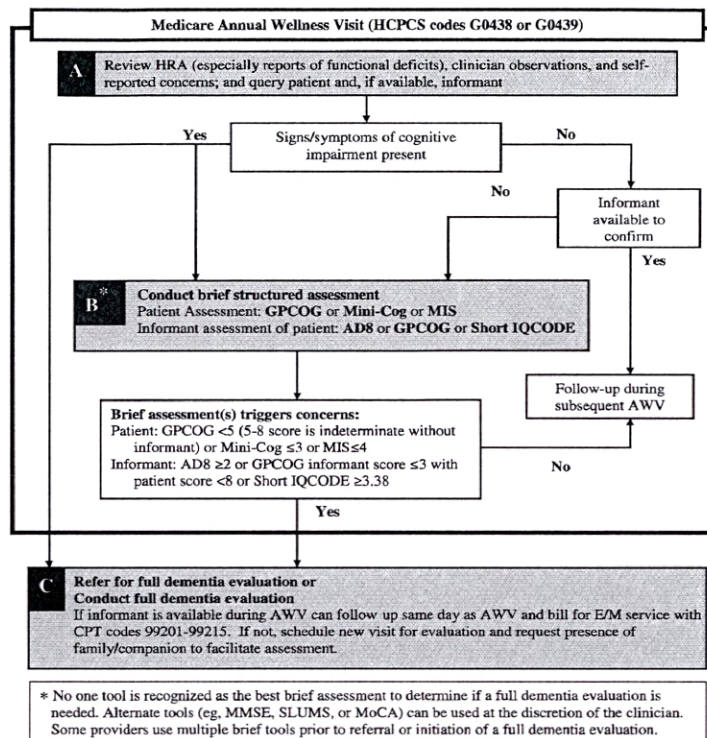 Medicare Annual Wellness Visit (HCPCS codes G0438 or G0439)
A
Review HRA (especially reports of functional deficits), clinician observations, and self-
reported concerns; and query patient and, if available, informant
Yes
Signs/symptoms of cognitive
impairment present
No
No
Informant
available to
confirm
Yes
B*
Conduct brief structured assessment
Patient Assessment: GPCOG or Mini-Cog or MIS
Informant assessment of patient: AD8 or GPCOG or Short IQCODE
Follow-up during
subsequent AWV
Brief assessment(s) triggers concerns:
Patient: GPCOG <5 (5-8 score is indeterminate without
informant) or Mini-Cog ≤3 or MIS≤4
Informant: AD8 ≥2 or GPCOG informant score ≤3 with
patient score <8 or Short IQCODE ≥3.38
No
Yes
C
Refer for full dementia evaluation or
Conduct full dementia evaluation
If informant is available during AWV can follow up same day as AWV and bill for E/M service with
CPT codes 99201-99215. If not, schedule new visit for evaluation and request presence of
family/companion to facilitate assessment.
* No one tool is recognized as the best brief assessment to determine if a full dementia evaluation is
needed. Alternate tools (eg, MMSE, SLUMS, or MoCA) can be used at the discretion of the clinician.
Some providers use multiple brief tools prior to referral or initiation of a full dementia evaluation.